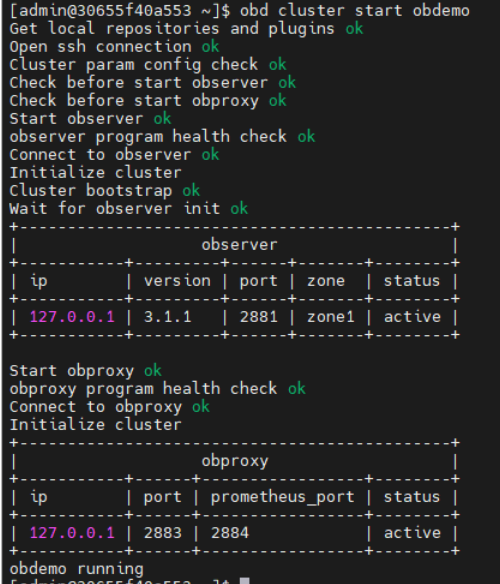 [admin@30655f40a553 ~]$ obd cluster start obdemo
Get local repositories and plugins ok
Open ssh connection ok
Cluster param config check ok
Check before start observer ok
Check before start obproxy ok
Start observer ok
observer program health check ok
Connect to observer ok
Initialize cluster
Cluster bootstrap ok
Wait for observer init ok
+---------------------------------------------+
|                   observer                  |
+-----------+---------+------+-------+--------+
| ip        | version | port | zone  | status |
+-----------+---------+------+-------+--------+
| 127.0.0.1 | 3.1.1   | 2881 | zone1 | active |
+-----------+---------+------+-------+--------+
Start obproxy ok
obproxy program health check ok
Connect to obproxy ok
Initialize cluster
+---------------------------------------------+
|                   obproxy                   |
+-----------+------+-----------------+--------+
| ip        | port | prometheus_port | status |
+-----------+------+-----------------+--------+
| 127.0.0.1 | 2883 | 2884            | active |
+-----------+------+-----------------+--------+
obdemo running
[admin@30655f40a553 ~]$